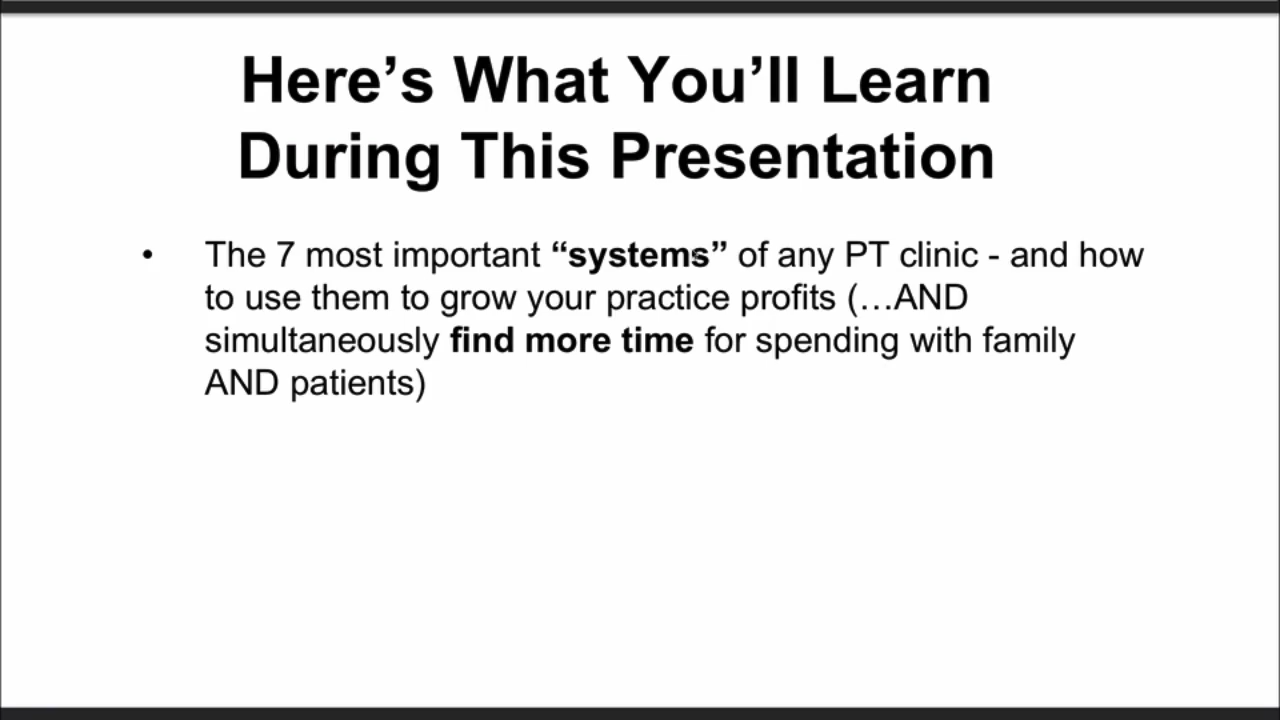 Here’s What You’ll Learn
During This Presentation
• The 7 most important “systems” of any PT clinic - and how
to use them to grow your practice profits (…AND
simultaneously find more time for spending with family
AND patients)